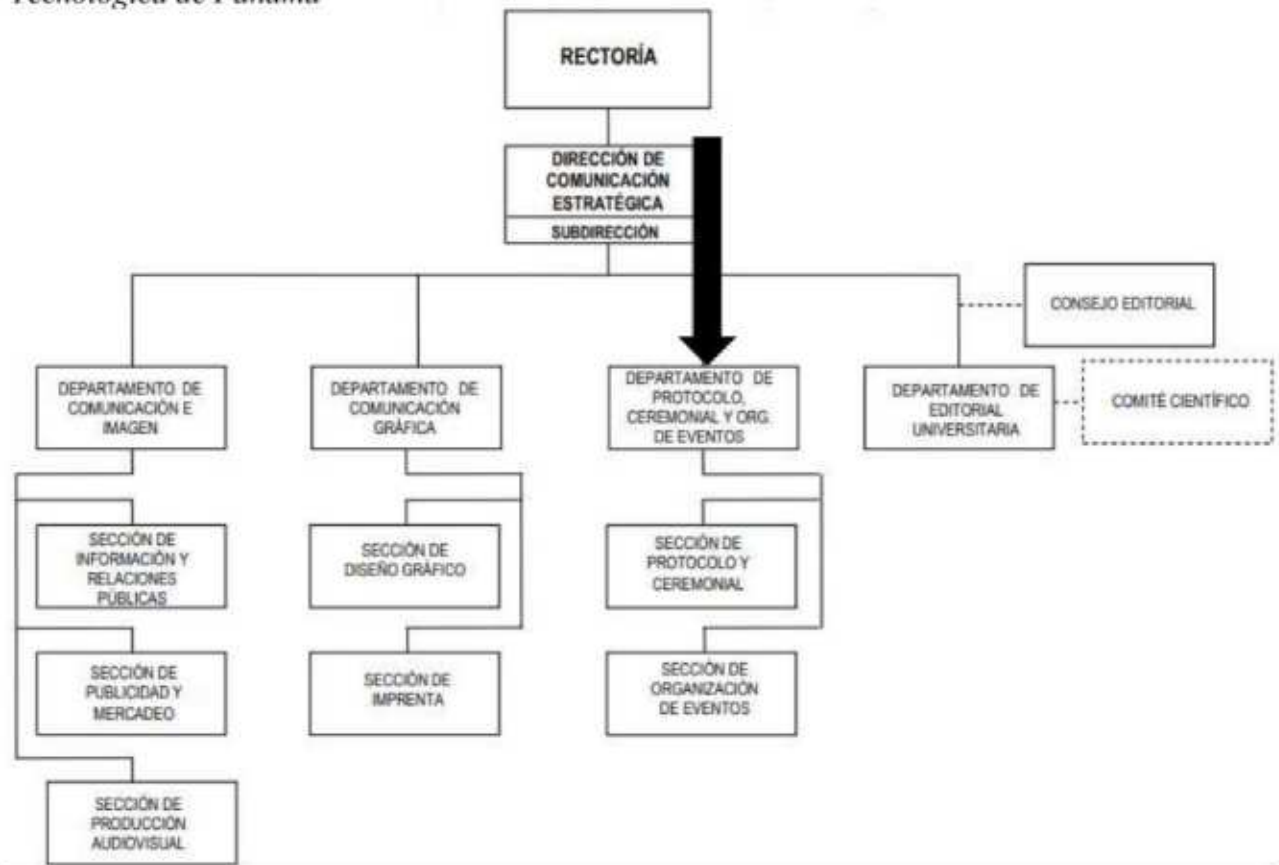 Tecnológica de Panamá
RECTORÍA
DIRECCIÓN DE
COMUNICACIÓN
ESTRATÉGICA
SUBDIRECCIÓN
CONSEJO EDITORIAL
DEPARTAMENTO DE
COMUNICACIÓN E
IMAGEN
DEPARTAMENTO DE
COMUNICACIÓN
GRÁFICA
DEPARTAMENTO DE
PROTOCOLO,
CEREMONIAL Y ORG.
DE EVENTOS
DEPARTAMENTO DE
EDITORIAL
UNIVERSITARIA
COMITÉ CIENTÍFICO
SECCIÓN DE
INFORMACIÓN Y
RELACIONES
PÚBLICAS
SECCIÓN DE
DISEÑO GRÁFICO
SECCIÓN DE
PROTOCOLO Y
CEREMONIAL
SECCIÓN DE
PUBLICIDAD Y
MERCADEO
SECCIÓN DE
IMPRENTA
SECCIÓN DE
ORGANIZACIÓN
DE EVENTOS
SECCIÓN DE
PRODUCCIÓN
AUDIOVISUAL